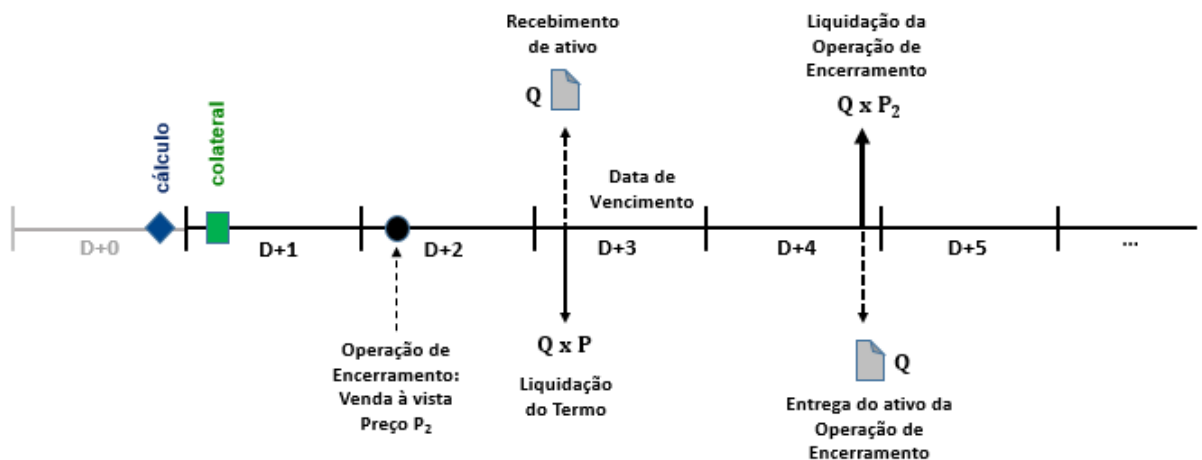 Recebimento
de ativo
Q
Liquidação da
Operação de
Encerramento
Q x P₂
cálculo
colateral
Data de
Vencimento
D+0
D+1
D+2
D+3
D+4
D+5
...
Operação de
Encerramento:
Venda à vista
Preço P₂
Q x P
Liquidação
do Termo
Q
Entrega do ativo da
Operação de
Encerramento